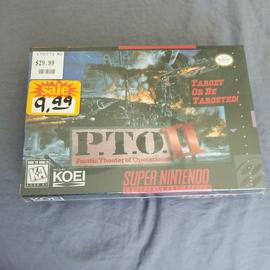 $29.99
sale
9.99
TARGET
OR BE
TARGETED!
P.T.O. II
Pacific Theater of Operations
KOEI
SUPER NINTENDO